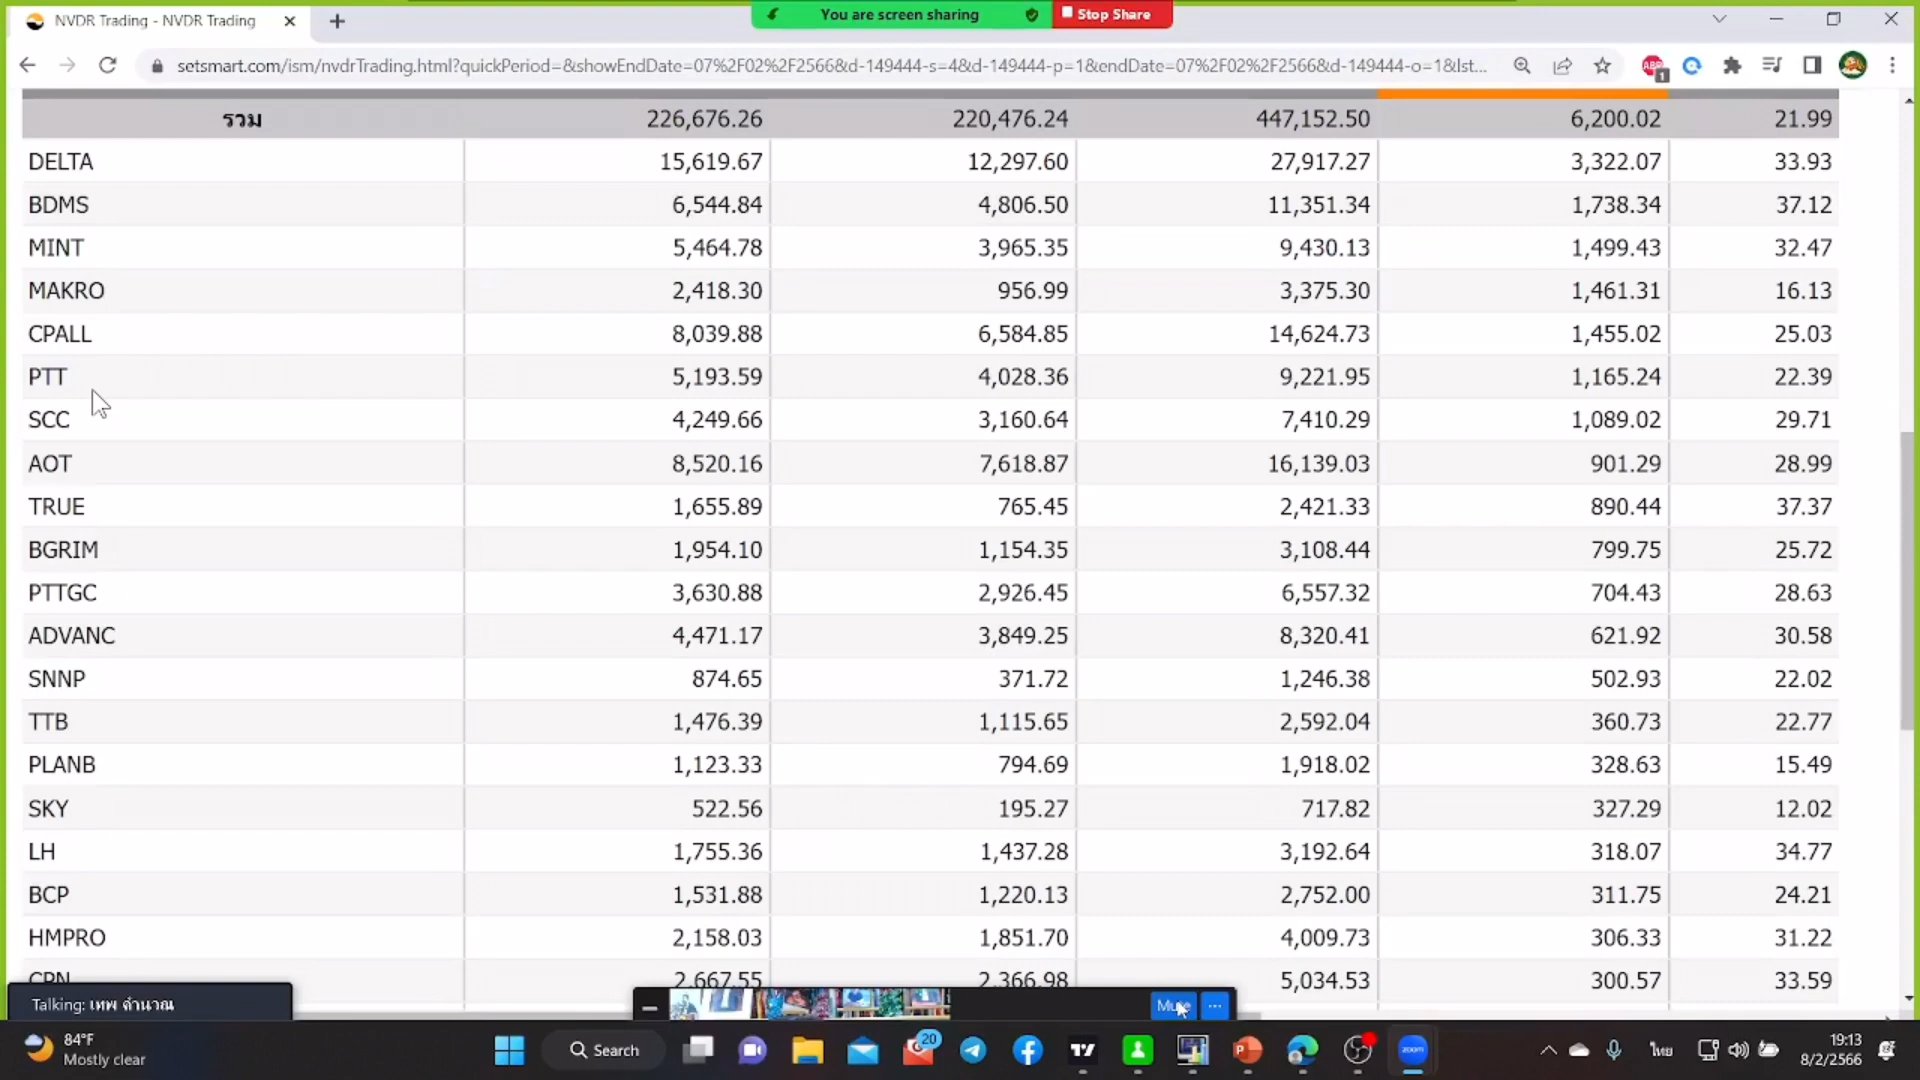 NVDR Trading - NVDR Trading
You are screen sharing
Stop Share
setsmart.com/ism/nvdrTrading.html?quickPeriod=&showEndDate=07%2F02%2F2566&d-149444-s=4&d-149444-p=1&endDate=07%2F02%2F2566&d-149444-o=1&lst...
ABP 1
รวม 226,676.26 220,476.24 447,152.50 6,200.02 21.99
DELTA 15,619.67 12,297.60 27,917.27 3,322.07 33.93
BDMS 6,544.84 4,806.50 11,351.34 1,738.34 37.12
MINT 5,464.78 3,965.35 9,430.13 1,499.43 32.47
MAKRO 2,418.30 956.99 3,375.30 1,461.31 16.13
CPALL 8,039.88 6,584.85 14,624.73 1,455.02 25.03
PTT 5,193.59 4,028.36 9,221.95 1,165.24 22.39
SCC 4,249.66 3,160.64 7,410.29 1,089.02 29.71
AOT 8,520.16 7,618.87 16,139.03 901.29 28.99
TRUE 1,655.89 765.45 2,421.33 890.44 37.37
BGRIM 1,954.10 1,154.35 3,108.44 799.75 25.72
PTTGC 3,630.88 2,926.45 6,557.32 704.43 28.63
ADVANC 4,471.17 3,849.25 8,320.41 621.92 30.58
SNNP 874.65 371.72 1,246.38 502.93 22.02
TTB 1,476.39 1,115.65 2,592.04 360.73 22.77
PLANB 1,123.33 794.69 1,918.02 328.63 15.49
SKY 522.56 195.27 717.82 327.29 12.02
LH 1,755.36 1,437.28 3,192.64 318.07 34.77
BCP 1,531.88 1,220.13 2,752.00 311.75 24.21
HMPRO 2,158.03 1,851.70 4,009.73 306.33 31.22
CPN 2,667.55 2,366.98 5,034.53 300.57 33.59
Talking: เทพ คำนวณ
Mute
84°F
Mostly clear
Search
20
zoom
ไทย
19:13
8/2/2566